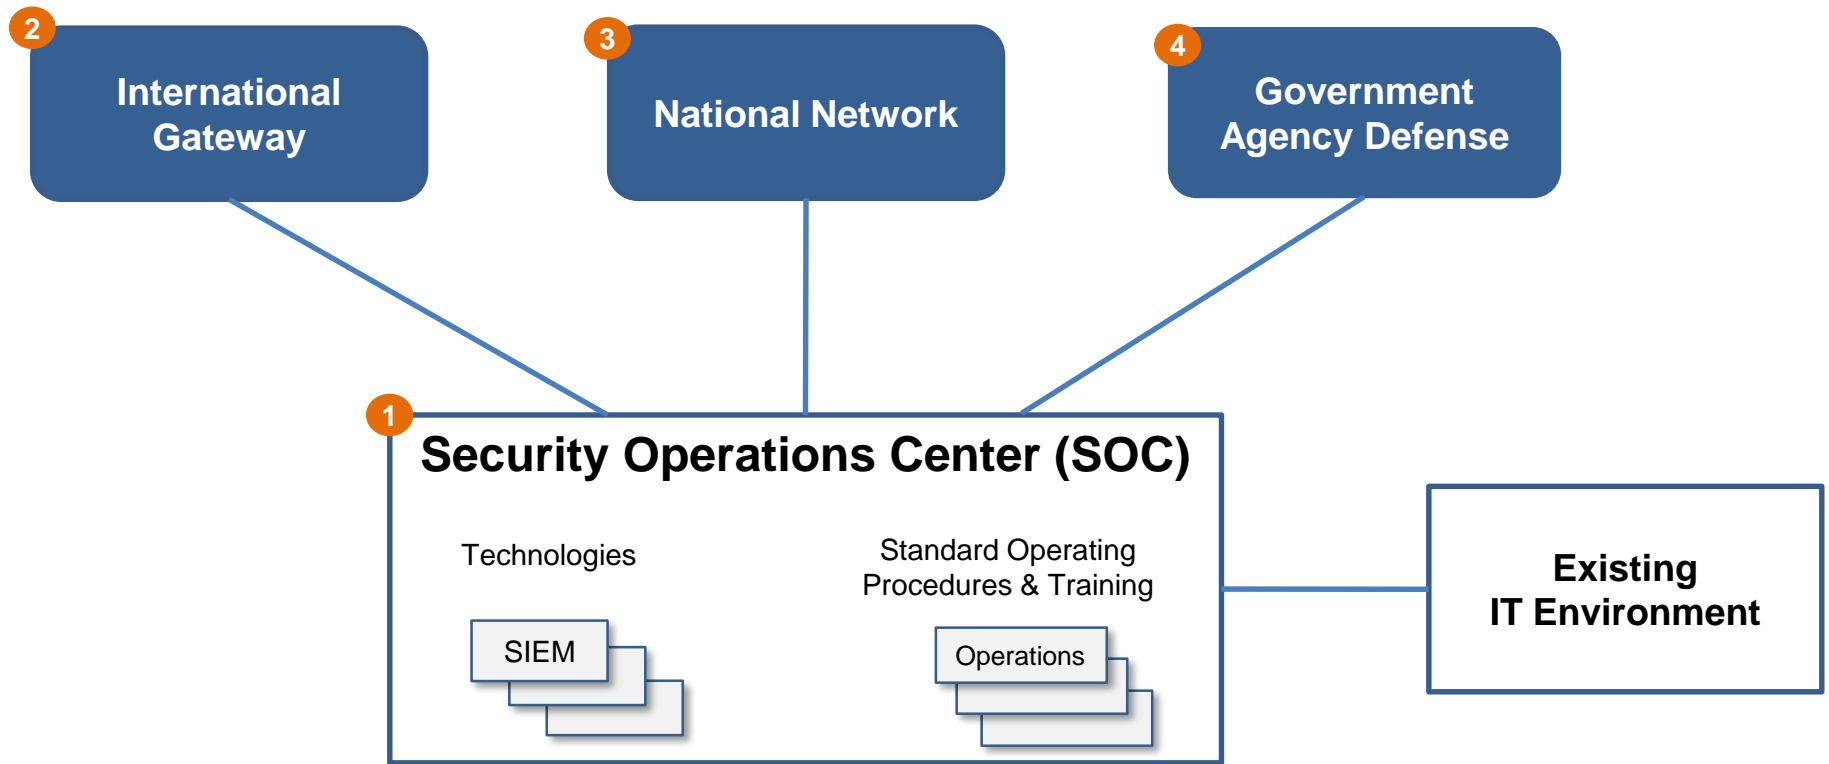 2
International
Gateway
3
National Network
4
Government
Agency Defense
1
Security Operations Center (SOC)
Technologies
SIEM
Standard Operating
Procedures & Training
Operations
Existing
IT Environment